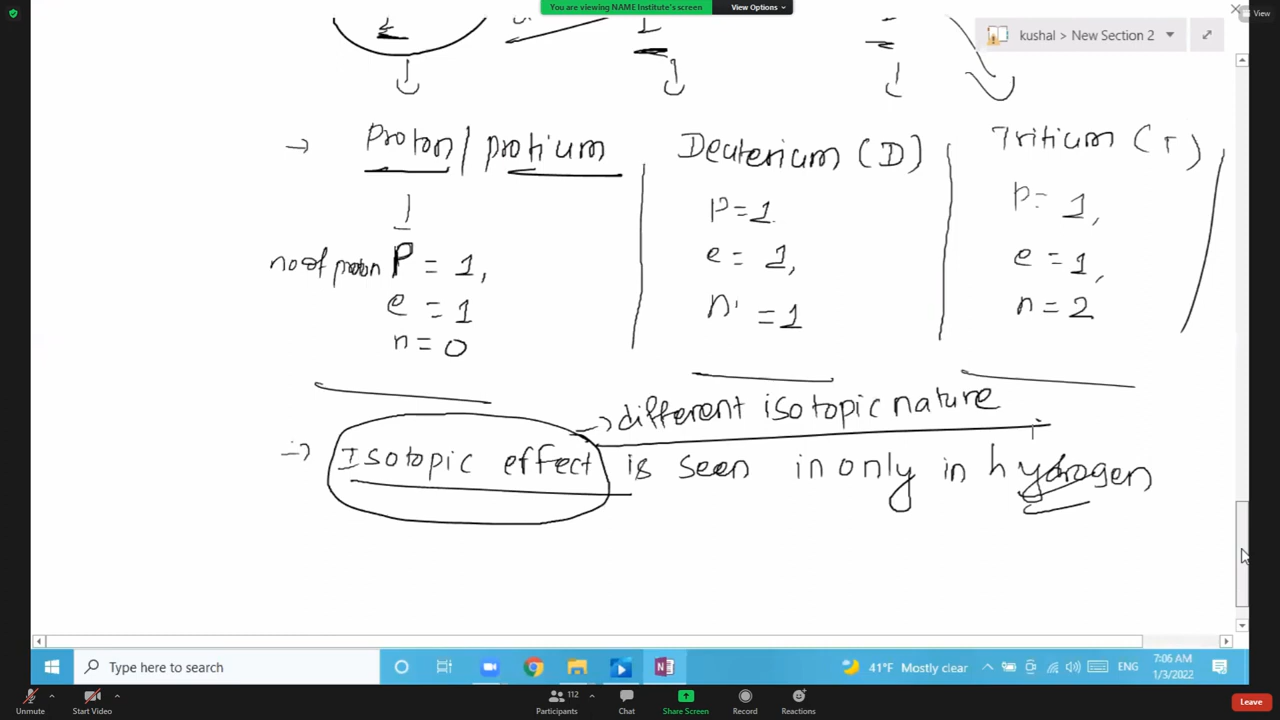 You are viewing NAME Institute's screen
View Options
View
kushal > New Section 2
Proton / protium
Deuterium (D)
Tritium (T)
no of proton P = 1,
e = 1
n = 0
P = 1
e = 1,
n = 1
P = 1,
e = 1,
n = 2
different isotopic nature
Isotopic effect is seen in only in hydrogen
Type here to search
41°F Mostly clear
ENG
7:06 AM
1/3/2022
Unmute
Start Video
112
Participants
Chat
Share Screen
Record
Reactions
Leave